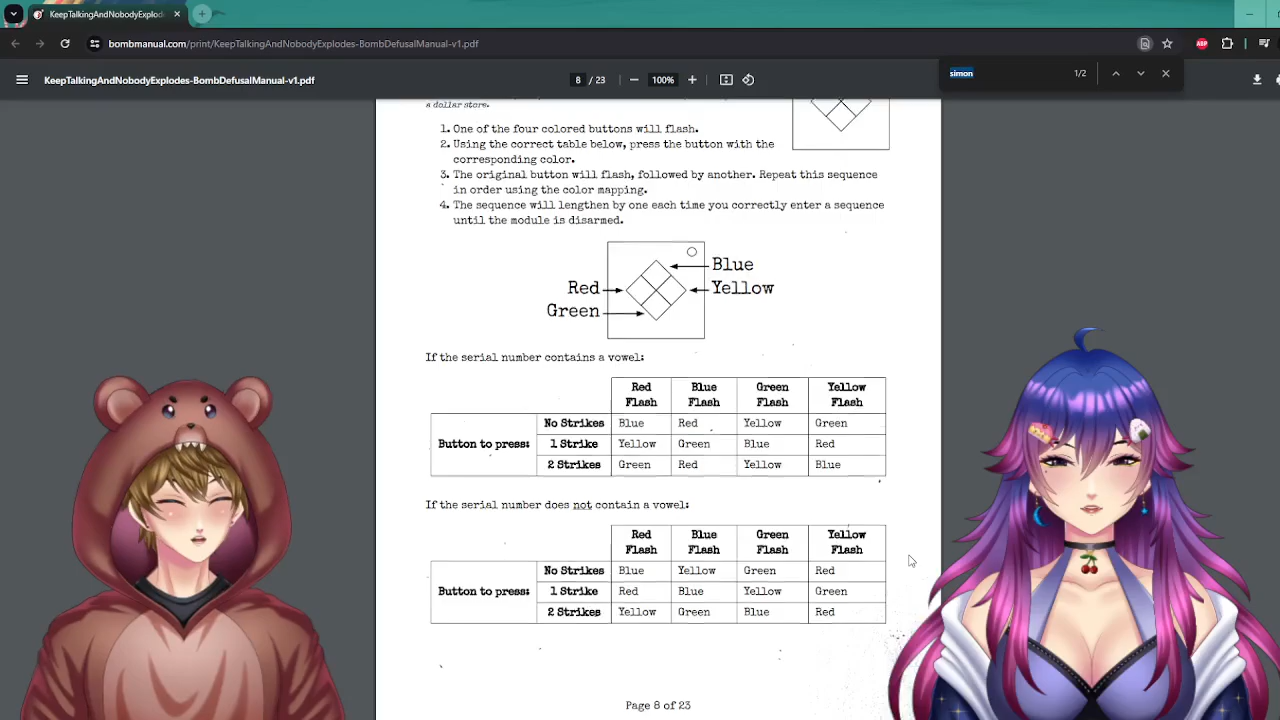 KeepTalkingAndNobodyExplo
bombmanual.com/print/KeepTalkingAndNobodyExplodes-BombDefusalManual-v1.pdf
ABP
KeepTalkingAndNobodyExplodes-BombDefusalManual-v1.pdf
8 / 23
100%
simon
1/2
a dollar store.
1. One of the four colored buttons will flash.
2. Using the correct table below, press the button with the
corresponding color.
3. The original button will flash, followed by another. Repeat this sequence
in order using the color mapping.
4. The sequence will lengthen by one each time you correctly enter a sequence
until the module is disarmed.
Blue
Red
Yellow
Green
If the serial number contains a vowel:
Red Blue Green Yellow
Flash Flash Flash Flash
No Strikes Blue Red Yellow Green
Button to press: 1 Strike Yellow Green Blue Red
2 Strikes Green Red Yellow Blue
If the serial number does not contain a vowel:
Red Blue Green Yellow
Flash Flash Flash Flash
No Strikes Blue Yellow Green Red
Button to press: 1 Strike Red Blue Yellow Green
2 Strikes Yellow Green Blue Red
Page 8 of 23